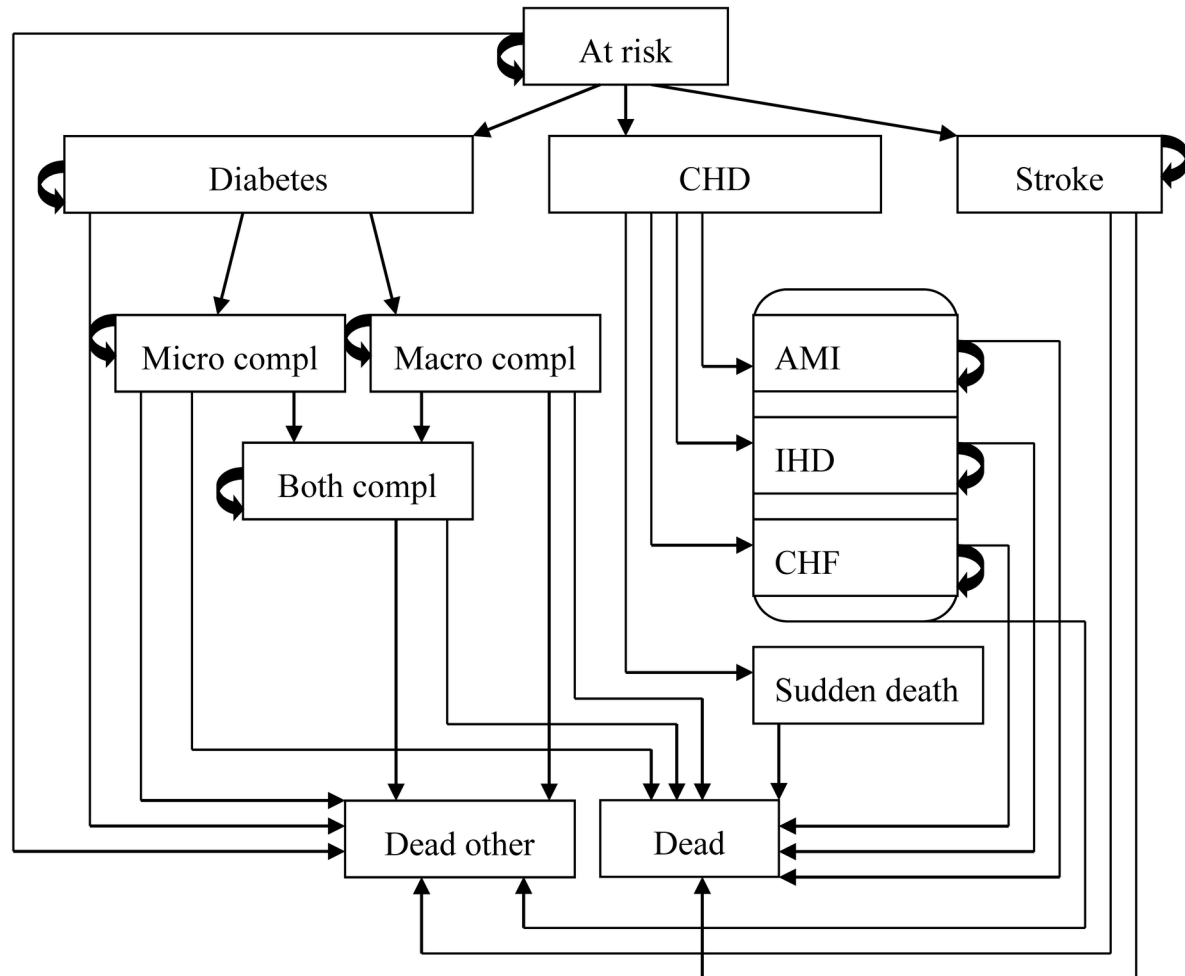 At risk
Diabetes
CHD
Stroke
Micro compl
Macro compl
AMI
Both compl
IHD
CHF
Sudden death
Dead other
Dead